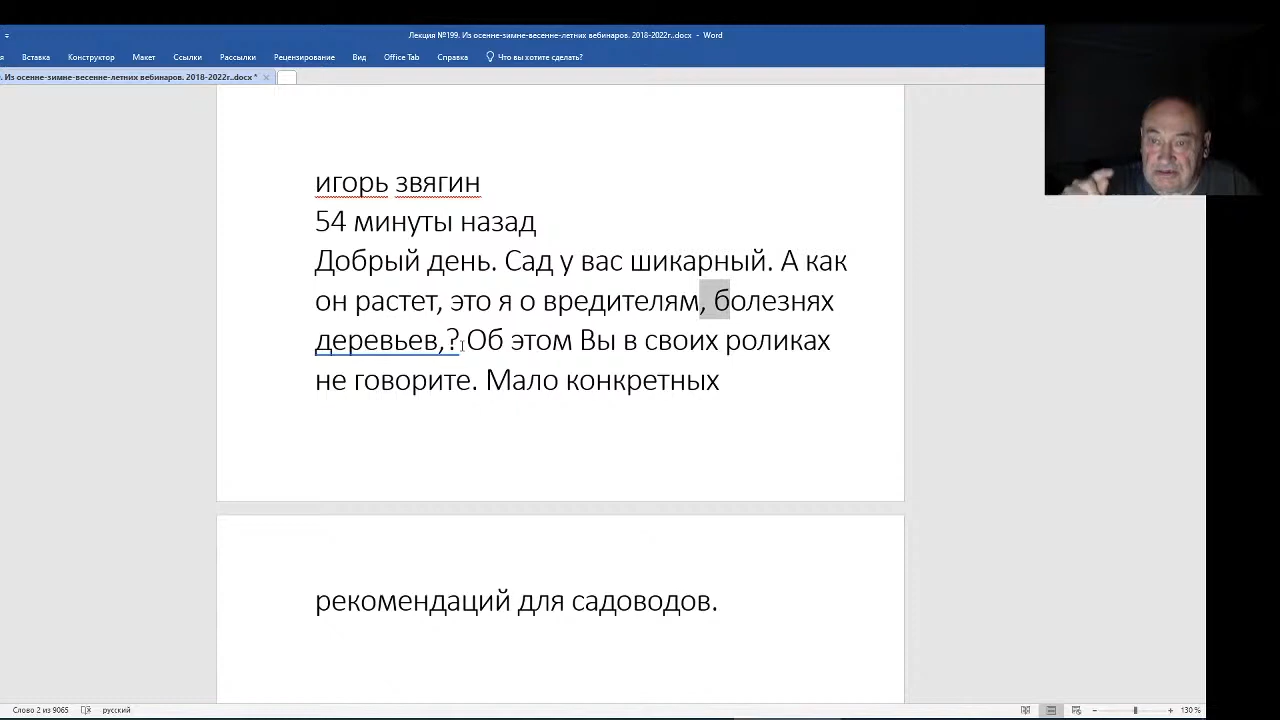 Лекция №199. Из осенне-зимне-весенне-летних вебинаров. 2018-2022г..docx - Word
Вставка Конструктор Макет Ссылки Рассылки Рецензирование Вид Office Tab Справка Что вы хотите сделать?
. Из осенне-зимне-весенне-летних вебинаров. 2018-2022г..docx *
игорь звягин
54 минуты назад
Добрый день. Сад у вас шикарный. А как
он растет, это я о вредителям, болезнях
деревьев,? Об этом Вы в своих роликах
не говорите. Мало конкретных
рекомендаций для садоводов.
Слово 2 из 9065 русский 130 %